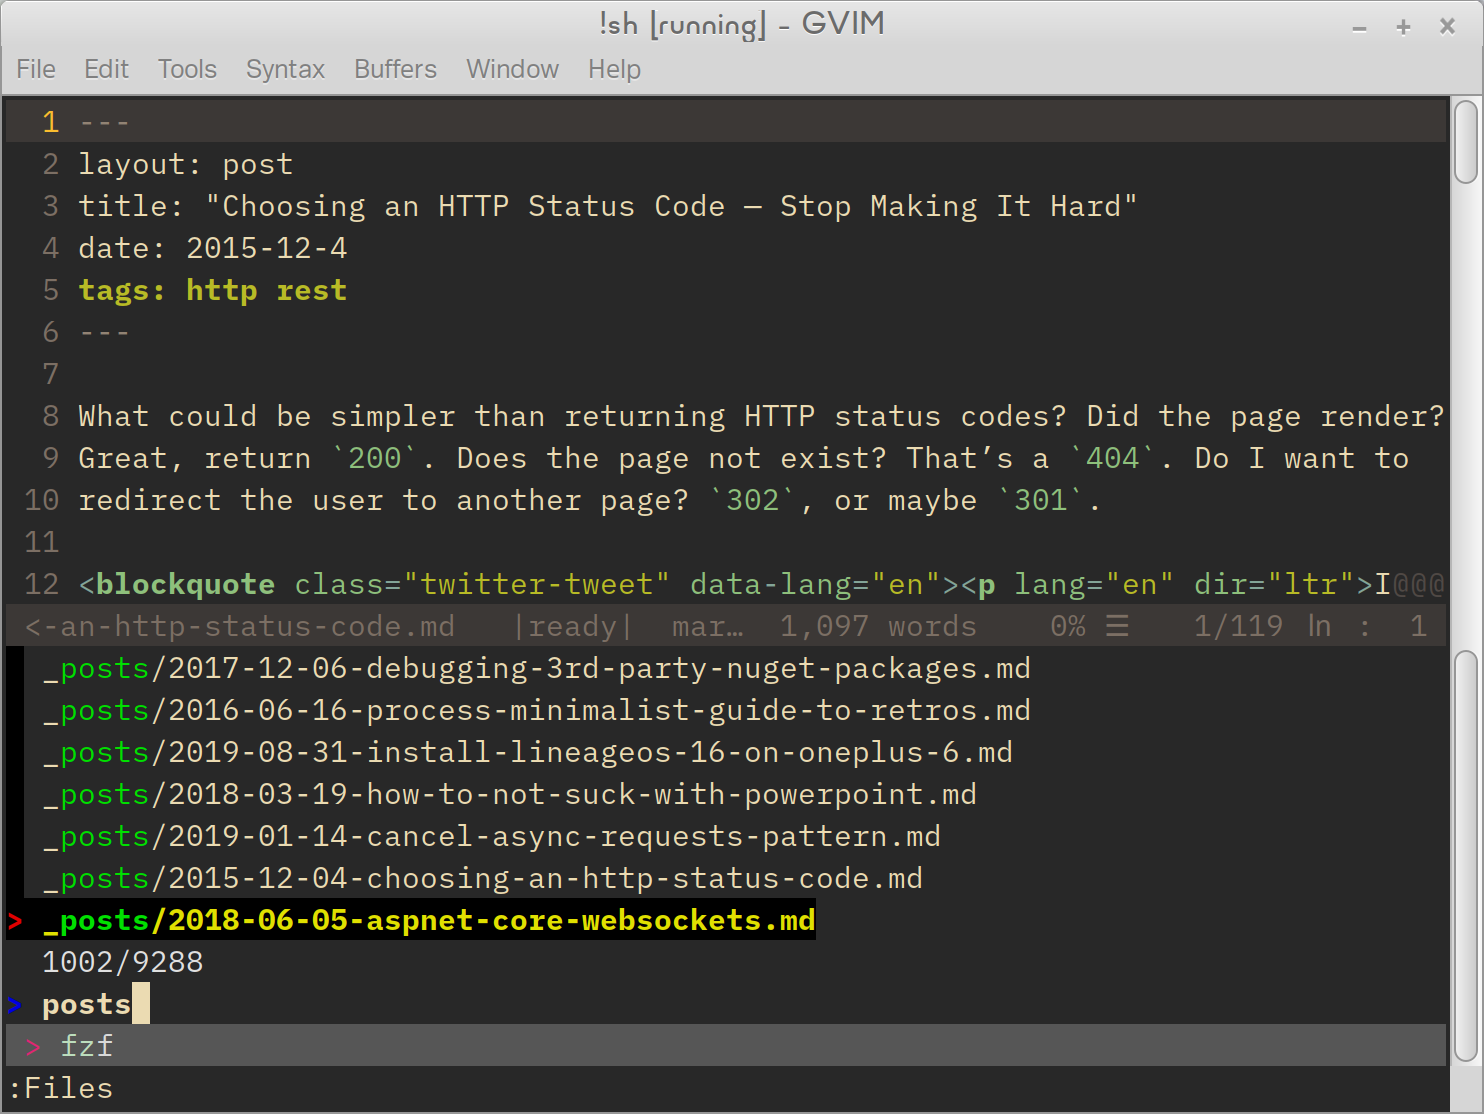 !sh [running] - GVIM
File Edit Tools Syntax Buffers Window Help
1 ---
2 layout: post
3 title: "Choosing an HTTP Status Code — Stop Making It Hard"
4 date: 2015-12-4
5 tags: http rest
6 ---
7
8 What could be simpler than returning HTTP status codes? Did the page render?
9 Great, return `200`. Does the page not exist? That’s a `404`. Do I want to
10 redirect the user to another page? `302`, or maybe `301`.
11
12 <blockquote class="twitter-tweet" data-lang="en"><p lang="en" dir="ltr">I@@@
<-an-http-status-code.md |ready| mar… 1,097 words 0% ☰ 1/119 ln : 1
_posts/2017-12-06-debugging-3rd-party-nuget-packages.md
_posts/2016-06-16-process-minimalist-guide-to-retros.md
_posts/2019-08-31-install-lineageos-16-on-oneplus-6.md
_posts/2018-03-19-how-to-not-suck-with-powerpoint.md
_posts/2019-01-14-cancel-async-requests-pattern.md
_posts/2015-12-04-choosing-an-http-status-code.md
> _posts/2018-06-05-aspnet-core-websockets.md
1002/9288
> posts
> fzf
:Files